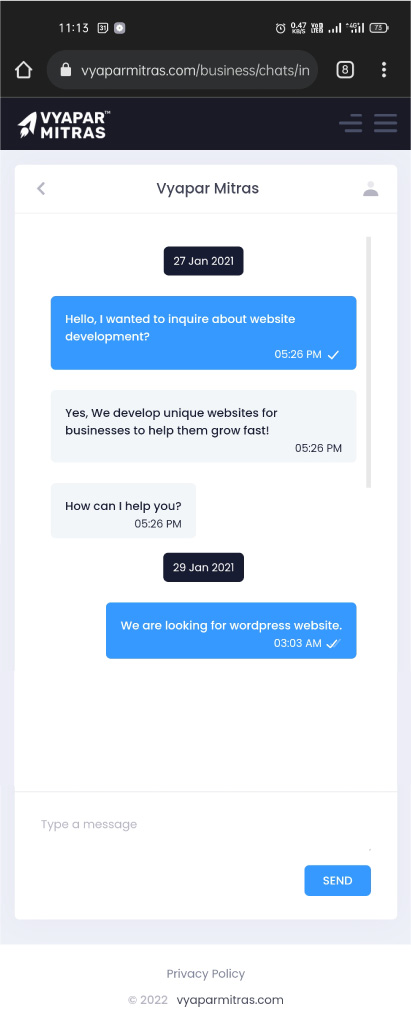 11:13 31 0.47 KB/S Vo LTE 4G 73
vyaparmitras.com/business/chats/in 8
VYAPAR™
MITRAS
Vyapar Mitras
27 Jan 2021
Hello, I wanted to inquire about website
development?
05:26 PM
Yes, We develop unique websites for
businesses to help them grow fast!
05:26 PM
How can I help you?
05:26 PM
29 Jan 2021
We are looking for wordpress website.
03:03 AM
Type a message
SEND
Privacy Policy
© 2022 vyaparmitras.com